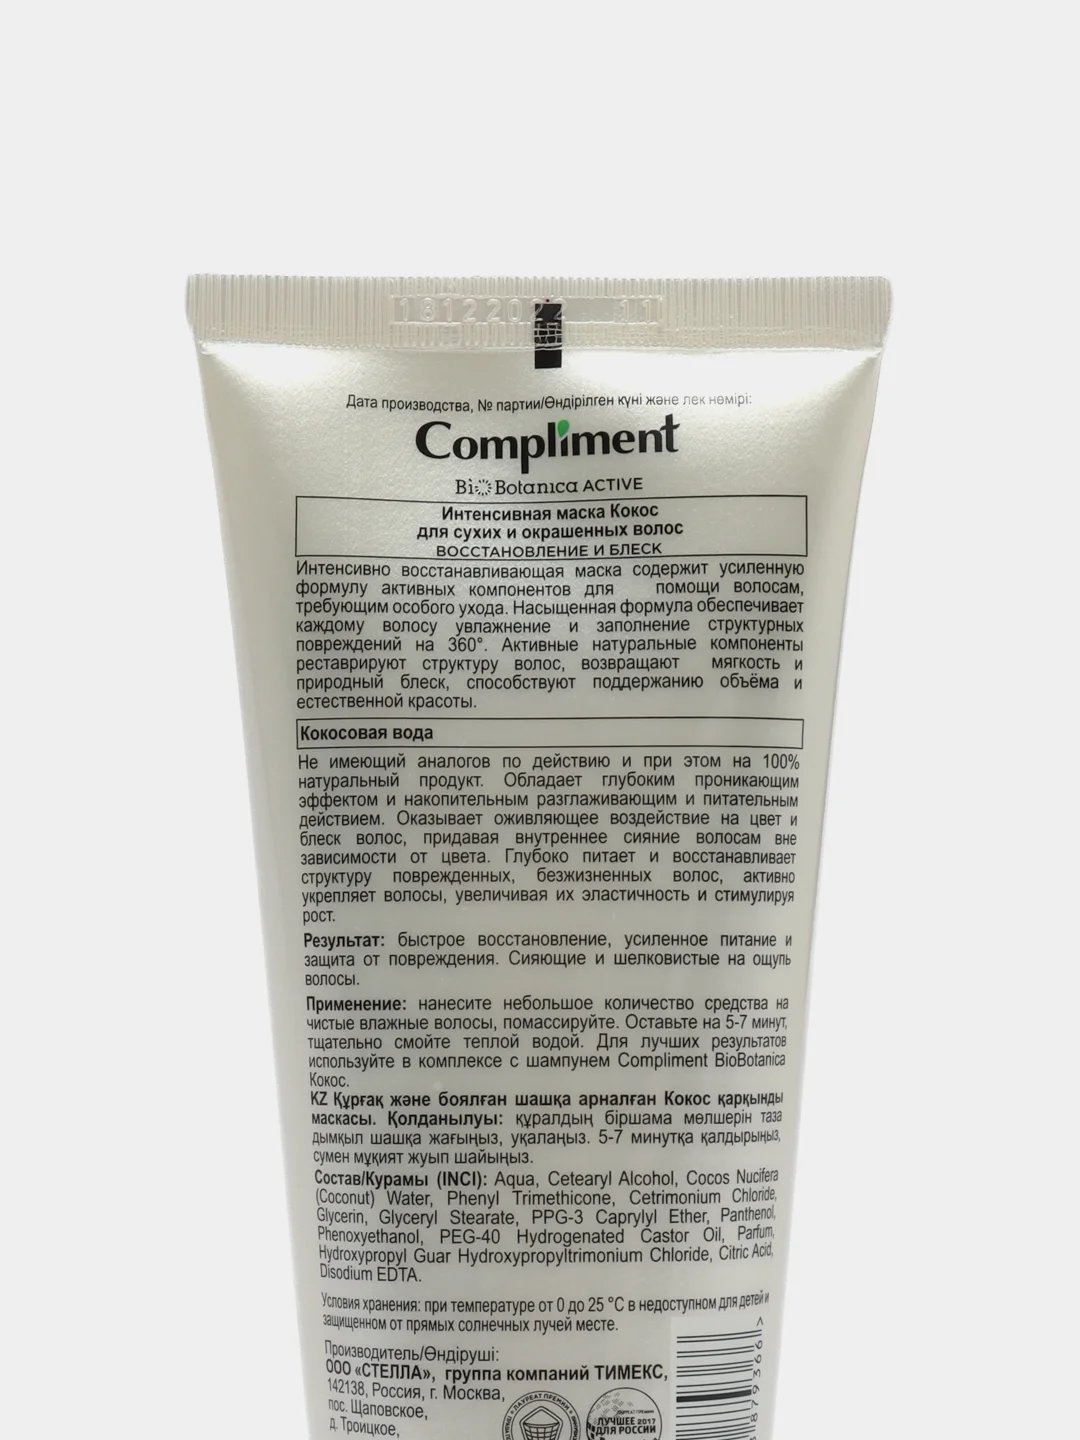 18122022 11
Дата производства, № партии/Өндірілген күні және лек нөмірі:
Compliment
BioBotanica ACTIVE
Интенсивная маска Кокос
для сухих и окрашенных волос
ВОССТАНОВЛЕНИЕ И БЛЕСК
Интенсивно восстанавливающая маска содержит усиленную
формулу активных компонентов для помощи волосам,
требующим особого ухода. Насыщенная формула обеспечивает
каждому волосу увлажнение и заполнение структурных
повреждений на 360°. Активные натуральные компоненты
реставрируют структуру волос, возвращают мягкость и
природный блеск, способствуют поддержанию объёма и
естественной красоты.
Кокосовая вода
Не имеющий аналогов по действию и при этом на 100%
натуральный продукт. Обладает глубоким проникающим
эффектом и накопительным разглаживающим и питательным
действием. Оказывает оживляющее воздействие на цвет и
блеск волос, придавая внутреннее сияние волосам вне
зависимости от цвета. Глубоко питает и восстанавливает
структуру поврежденных, безжизненных волос, активно
укрепляет волосы, увеличивая их эластичность и стимулируя
рост.
Результат: быстрое восстановление, усиленное питание и
защита от повреждения. Сияющие и шелковистые на ощупь
волосы.
Применение: нанесите небольшое количество средства на
чистые влажные волосы, помассируйте. Оставьте на 5-7 минут,
тщательно смойте теплой водой. Для лучших результатов
используйте в комплексе с шампунем Compliment BioBotanica
Кокос.
KZ Құрғақ және боялған шашқа арналған Кокос қарқынды
маскасы. Қолданылуы: құралдың біршама мөлшерін таза
дымқыл шашқа жағыңыз, уқалаңыз. 5-7 минутқа қалдырыңыз,
сумен мұқият жуып шайыңыз.
Состав/Курамы (INCI): Aqua, Cetearyl Alcohol, Cocos Nucifera
(Coconut) Water, Phenyl Trimethicone, Cetrimonium Chloride,
Glycerin, Glyceryl Stearate, PPG-3 Caprylyl Ether, Panthenol,
Phenoxyethanol, PEG-40 Hydrogenated Castor Oil, Parfum,
Hydroxypropyl Guar Hydroxypropyltrimonium Chloride, Citric Acid,
Disodium EDTA.
Условия хранения: при температуре от 0 до 25 °С в недоступном для детей и
защищенном от прямых солнечных лучей месте.
Производитель/Өндіруші:
ООО «СТЕЛЛА», группа компаний ТИМЕКС,
142138, Россия, г. Москва,
пос. Щаповское,
д. Троицкое,
ЛАУРЕАТ ПРЕМИИ
ЛАУРЕАТ ПРЕМИИ
ЛУЧШЕЕ 2017
ДЛЯ РОССИИ
879366>